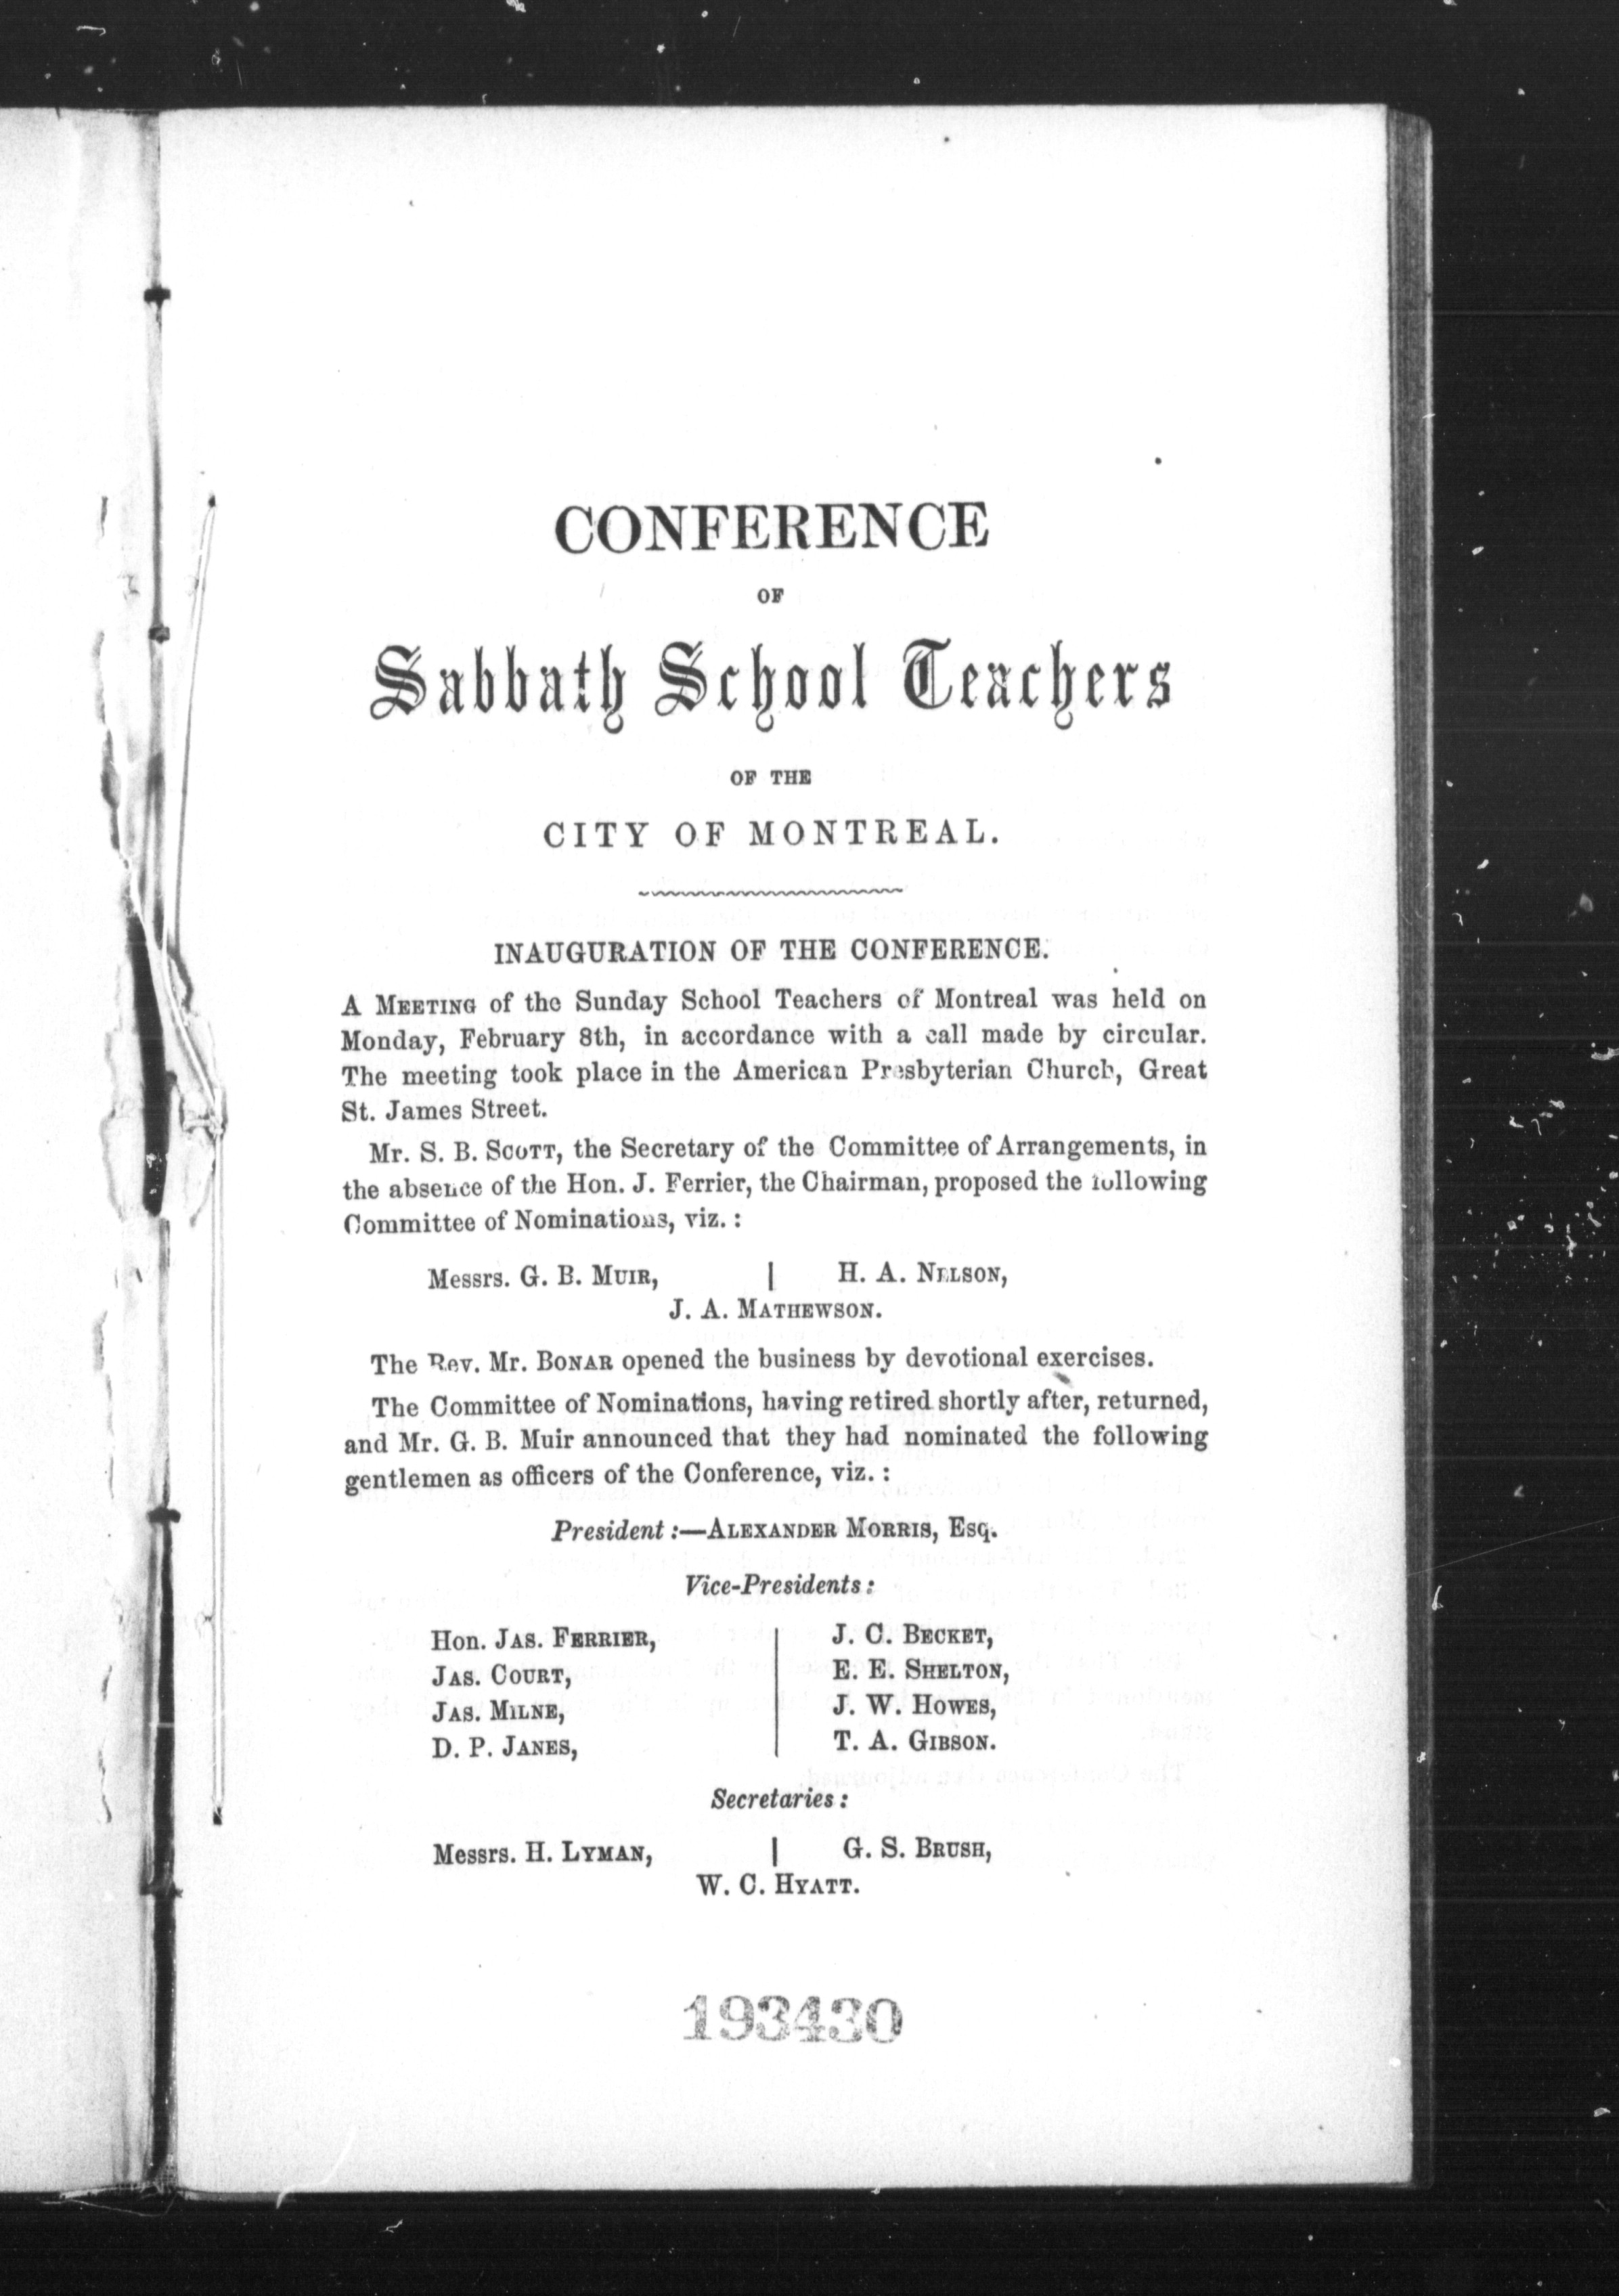 CONFERENCE
OF
Sabbath School Teachers
OF THE
CITY OF MONTREAL.
INAUGURATION OF THE CONFERENCE.
A MEETING of the Sunday School Teachers of Montreal was held on
Monday, February 8th, in accordance with a call made by circular.
The meeting took place in the American Presbyterian Church, Great
St. James Street.
Mr. S. B. SCOTT, the Secretary of the Committee of Arrangements, in
the absence of the Hon. J. Ferrier, the Chairman, proposed the following
Committee of Nominations, viz. :
Messrs. G. B. MUIR, | H. A. NELSON,
J. A. MATHEWSON.
The Rev. Mr. BONAR opened the business by devotional exercises.
The Committee of Nominations, having retired shortly after, returned,
and Mr. G. B. Muir announced that they had nominated the following
gentlemen as officers of the Conference, viz. :
President :—ALEXANDER MORRIS, Esq.
Vice-Presidents :
Hon. JAS. FERRIER,
JAS. COURT,
JAS. MILNE,
D. P. JANES,
J. C. BECKET,
E. E. SHELTON,
J. W. HOWES,
T. A. GIBSON.
Secretaries :
Messrs. H. LYMAN, | G. S. BRUSH,
W. C. HYATT.
193430